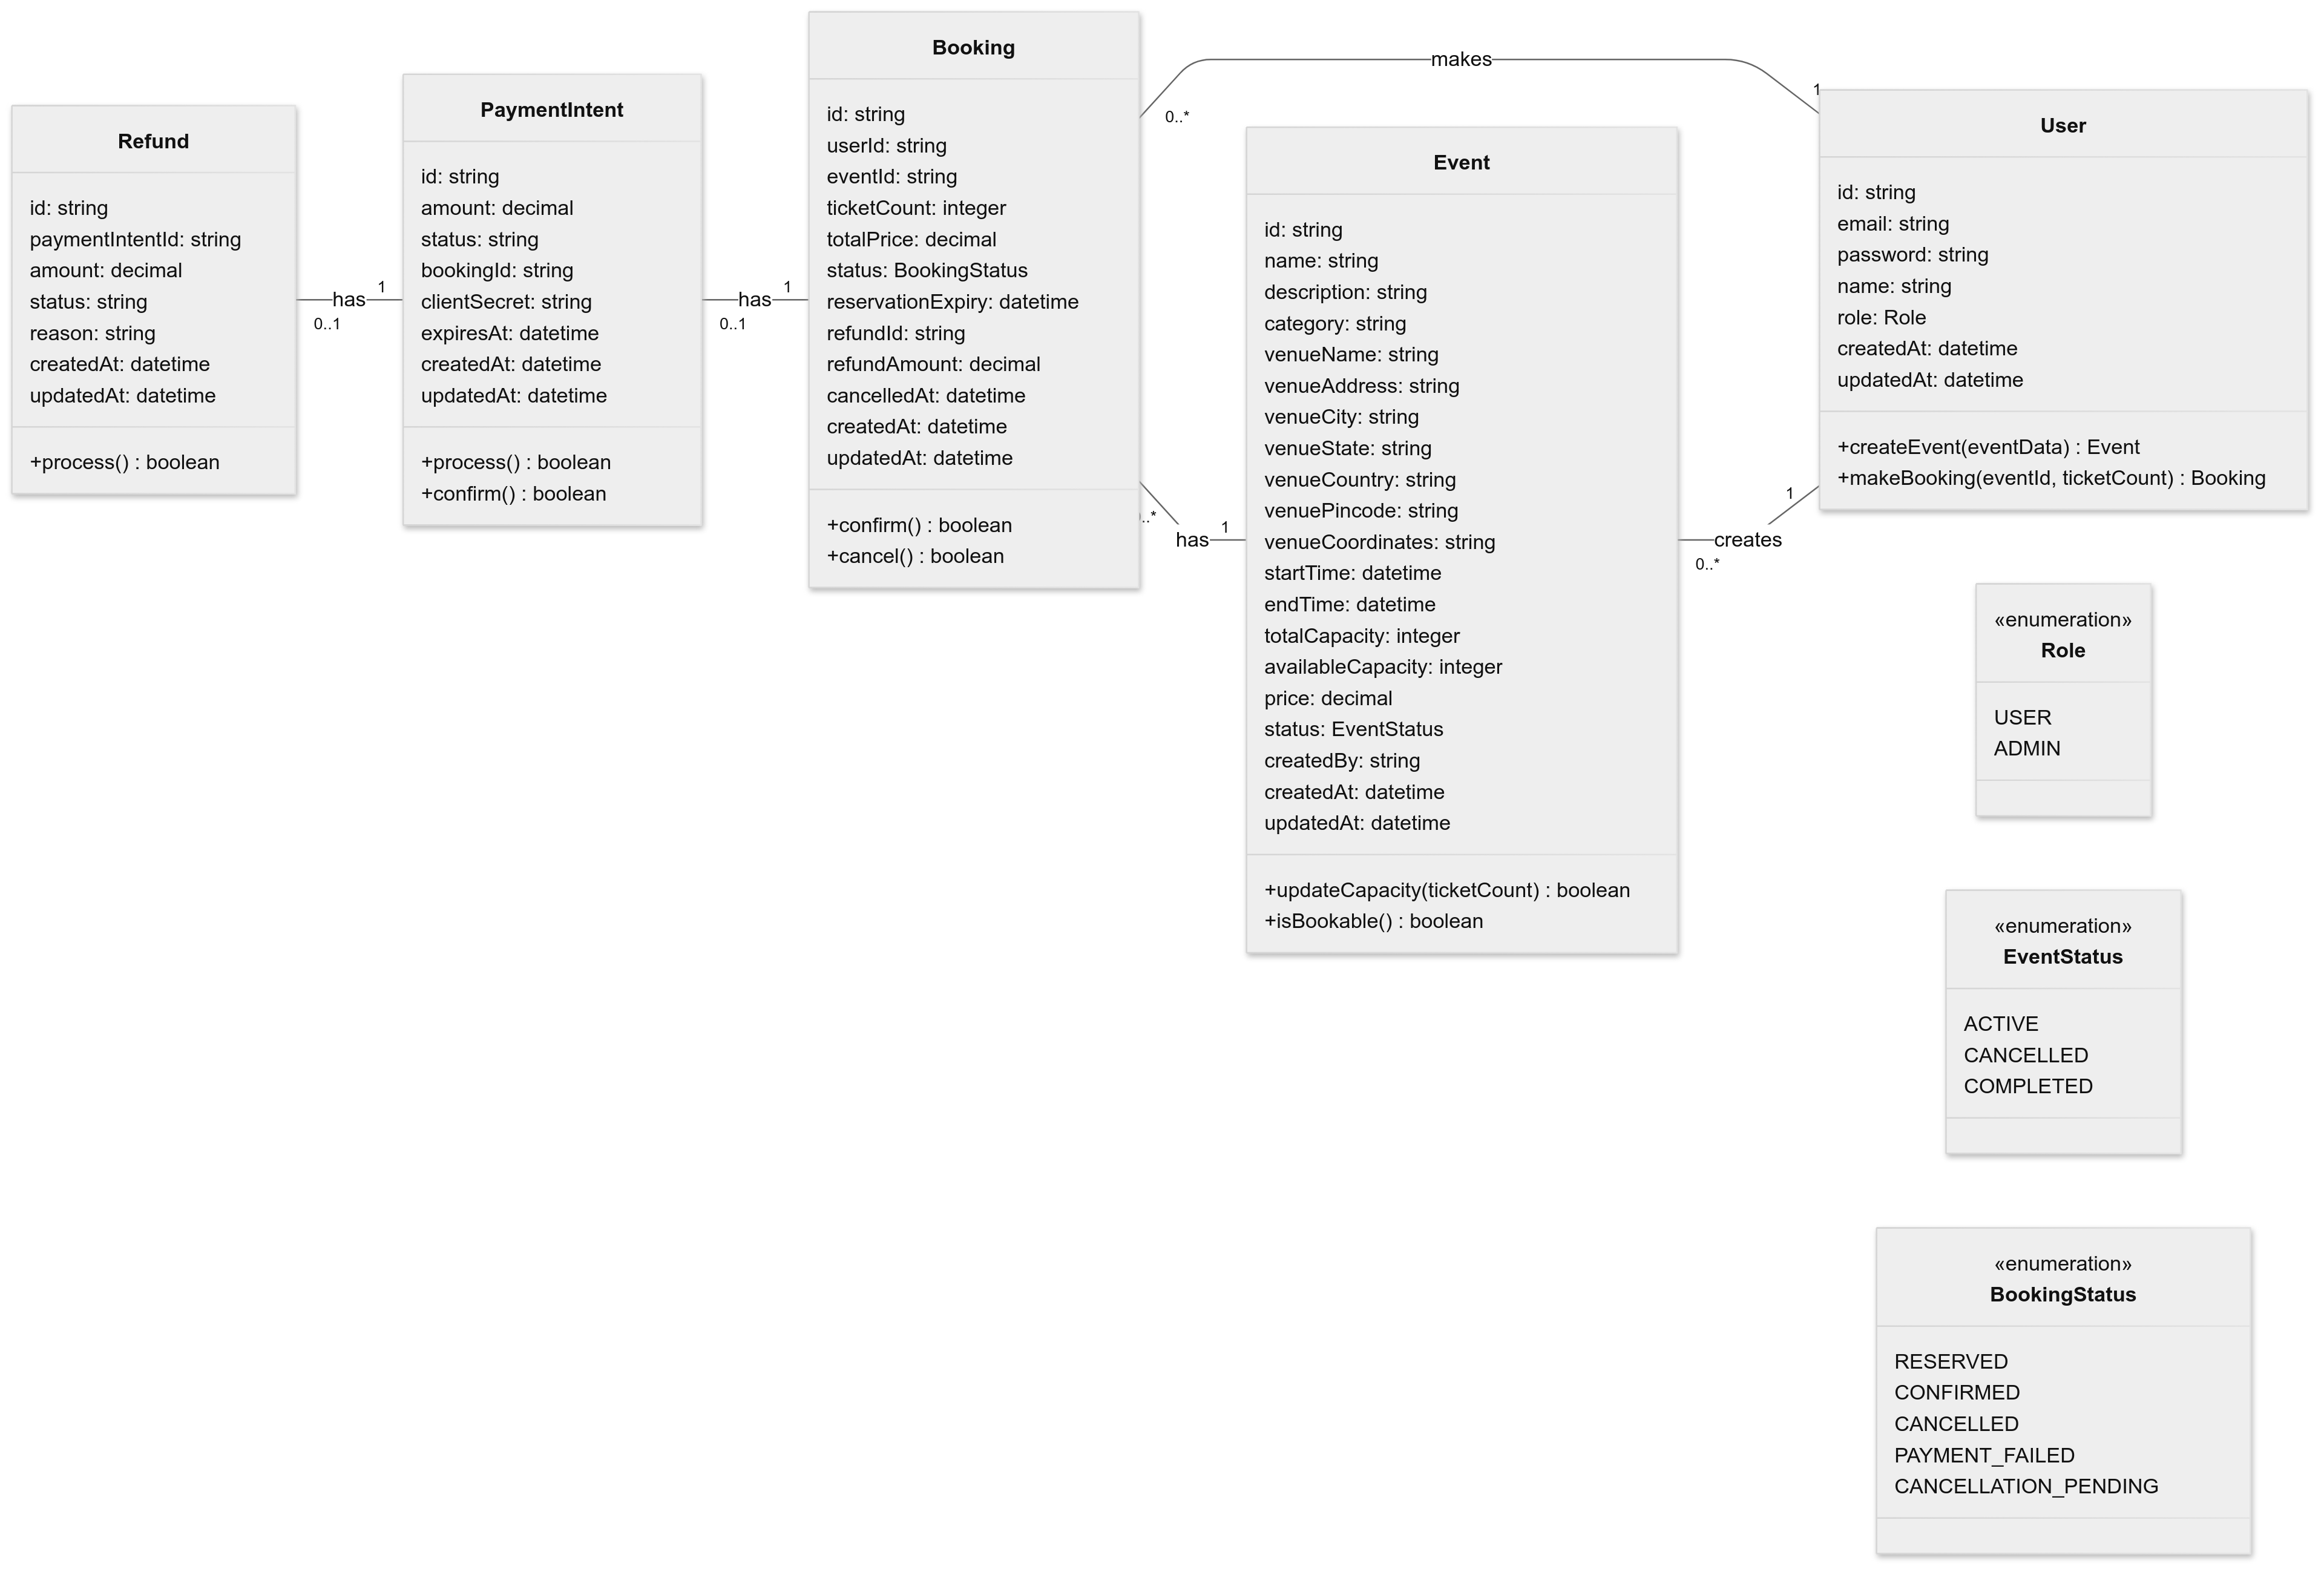 Refund
id: string
paymentIntentId: string
amount: decimal
status: string
reason: string
createdAt: datetime
updatedAt: datetime
+process() : boolean
has
1
0..1
PaymentIntent
id: string
amount: decimal
status: string
bookingId: string
clientSecret: string
expiresAt: datetime
createdAt: datetime
updatedAt: datetime
+process() : boolean
+confirm() : boolean
has
1
0..1
Booking
id: string
userId: string
eventId: string
ticketCount: integer
totalPrice: decimal
status: BookingStatus
reservationExpiry: datetime
refundId: string
refundAmount: decimal
cancelledAt: datetime
createdAt: datetime
updatedAt: datetime
+confirm() : boolean
+cancel() : boolean
makes
0..*
1
has
1
Event
id: string
name: string
description: string
category: string
venueName: string
venueAddress: string
venueCity: string
venueState: string
venueCountry: string
venuePincode: string
venueCoordinates: string
startTime: datetime
endTime: datetime
totalCapacity: integer
availableCapacity: integer
price: decimal
status: EventStatus
createdBy: string
createdAt: datetime
updatedAt: datetime
+updateCapacity(ticketCount) : boolean
+isBookable() : boolean
creates
1
0..*
User
id: string
email: string
password: string
name: string
role: Role
createdAt: datetime
updatedAt: datetime
+createEvent(eventData) : Event
+makeBooking(eventId, ticketCount) : Booking
«enumeration»
Role
USER
ADMIN
«enumeration»
EventStatus
ACTIVE
CANCELLED
COMPLETED
«enumeration»
BookingStatus
RESERVED
CONFIRMED
CANCELLED
PAYMENT_FAILED
CANCELLATION_PENDING